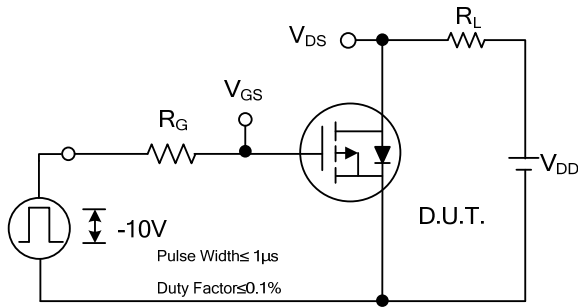 R_L
V_DS
V_GS
R_G
V_DD
D.U.T.
-10V
Pulse Width≤ 1μs
Duty Factor≤0.1%